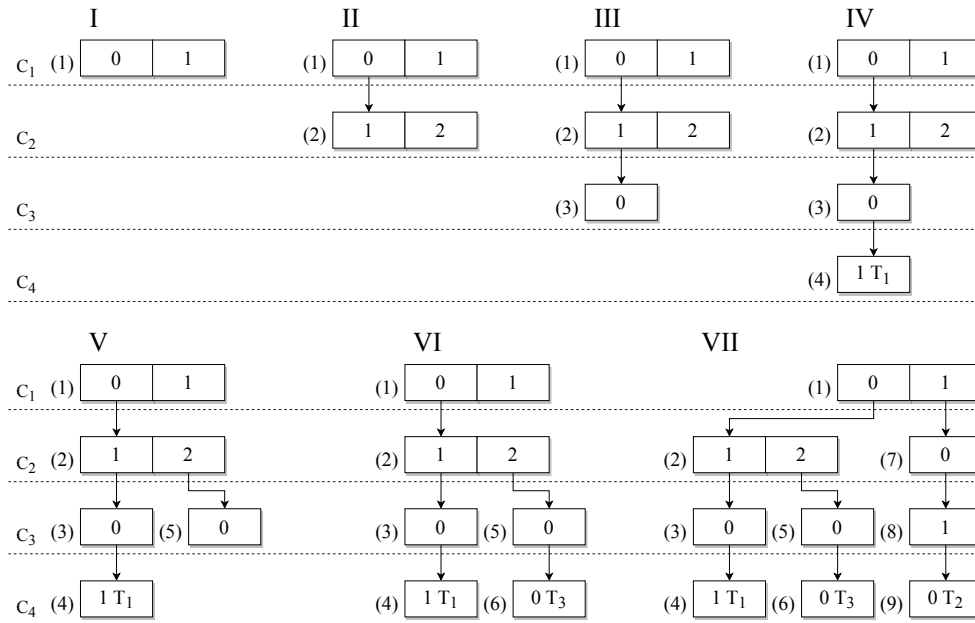 I II III IV
C1 (1) 0 1 (1) 0 1 (1) 0 1 (1) 0 1
C2 (2) 1 2 (2) 1 2 (2) 1 2
C3 (3) 0 (3) 0
C4 (4) 1 T1
V VI VII
C1 (1) 0 1 (1) 0 1 (1) 0 1
C2 (2) 1 2 (2) 1 2 (2) 1 2 (7) 0
C3 (3) 0 (5) 0 (3) 0 (5) 0 (3) 0 (5) 0 (8) 1
C4 (4) 1 T1 (4) 1 T1 (6) 0 T3 (4) 1 T1 (6) 0 T3 (9) 0 T2